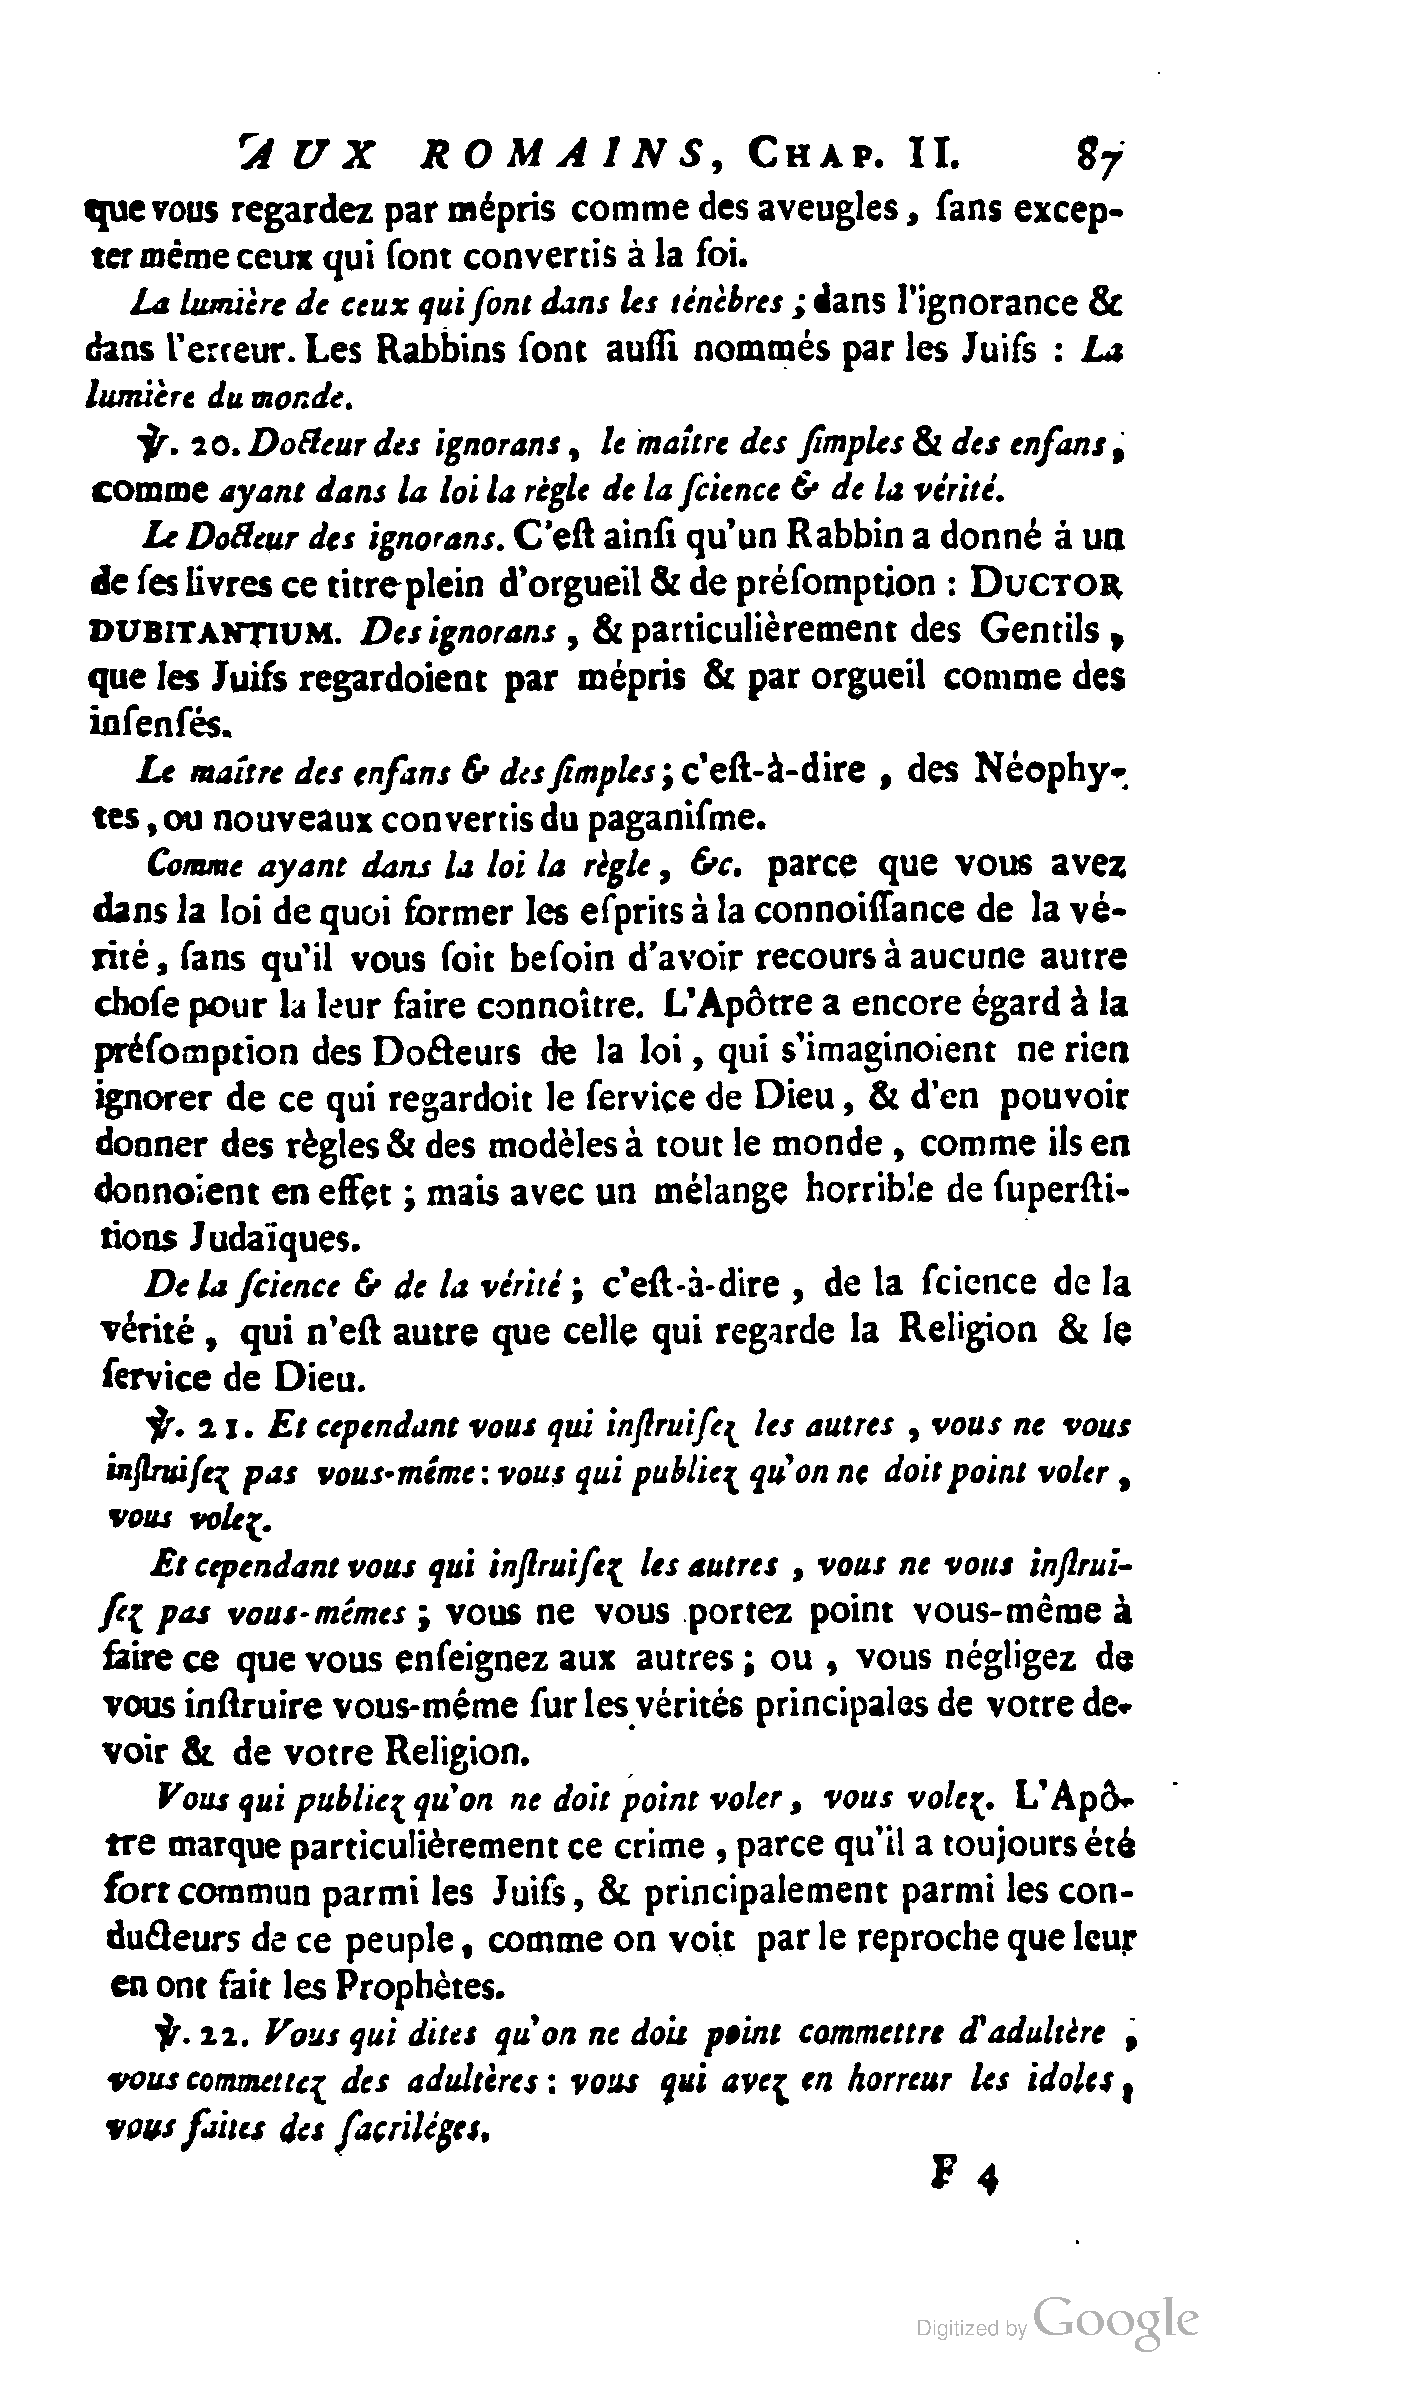 AUX ROMAINS, CHAP. II. 87
que vous regardez par mépris comme des aveugles, ſans excep-
ter même ceux qui ſont convertis à la foi.
La lumière de ceux qui ſont dans les ténèbres ; dans l'ignorance &
dans l'erreur. Les Rabbins ſont auſſi nommés par les Juifs : La
lumière du monde.
℣. 20. Docteur des ignorans, le maître des ſimples & des enfans,
comme ayant dans la loi la règle de la ſcience & de la vérité.
Le Docteur des ignorans. C'eſt ainſi qu'un Rabbin a donné à un
de ſes livres ce titre plein d'orgueil & de préſomption : DUCTOR
DUBITANTIUM. Des ignorans, & particulièrement des Gentils,
que les Juifs regardoient par mépris & par orgueil comme des
inſenſés.
Le maître des enfans & des ſimples ; c'eſt-à-dire, des Néophy-
tes, ou nouveaux convertis du paganiſme.
Comme ayant dans la loi la règle, &c. parce que vous avez
dans la loi de quoi former les eſprits à la connoiſſance de la vé-
rité, ſans qu'il vous ſoit beſoin d'avoir recours à aucune autre
choſe pour la leur faire connoître. L'Apôtre a encore égard à la
préſomption des Docteurs de la loi, qui s'imaginoient ne rien
ignorer de ce qui regardoit le ſervice de Dieu, & d'en pouvoir
donner des règles & des modèles à tout le monde, comme ils en
donnoient en effet ; mais avec un mélange horrible de ſuperſti-
tions Judaïques.
De la ſcience & de la vérité ; c'eſt-à-dire, de la ſcience de la
vérité, qui n'eſt autre que celle qui regarde la Religion & le
ſervice de Dieu.
℣. 21. Et cependant vous qui inſtruiſez les autres, vous ne vous
inſtruiſez pas vous-même : vous qui publiez qu'on ne doit point voler,
vous volez.
Et cependant vous qui inſtruiſez les autres, vous ne vous inſtrui-
ſez pas vous-mêmes ; vous ne vous portez point vous-même à
faire ce que vous enſeignez aux autres ; ou, vous négligez de
vous inſtruire vous-même ſur les vérités principales de votre de-
voir & de votre Religion.
Vous qui publiez qu'on ne doit point voler, vous volez. L'Apô-
tre marque particulièrement ce crime, parce qu'il a toujours été
fort commun parmi les Juifs, & principalement parmi les con-
ducteurs de ce peuple, comme on voit par le reproche que leur
en ont fait les Prophètes.
℣. 22. Vous qui dites qu'on ne doit point commettre d'adultère ;
vous commettez des adultères : vous qui avez en horreur les idoles,
vous faites des ſacriléges.
F 4
Digitized by Google